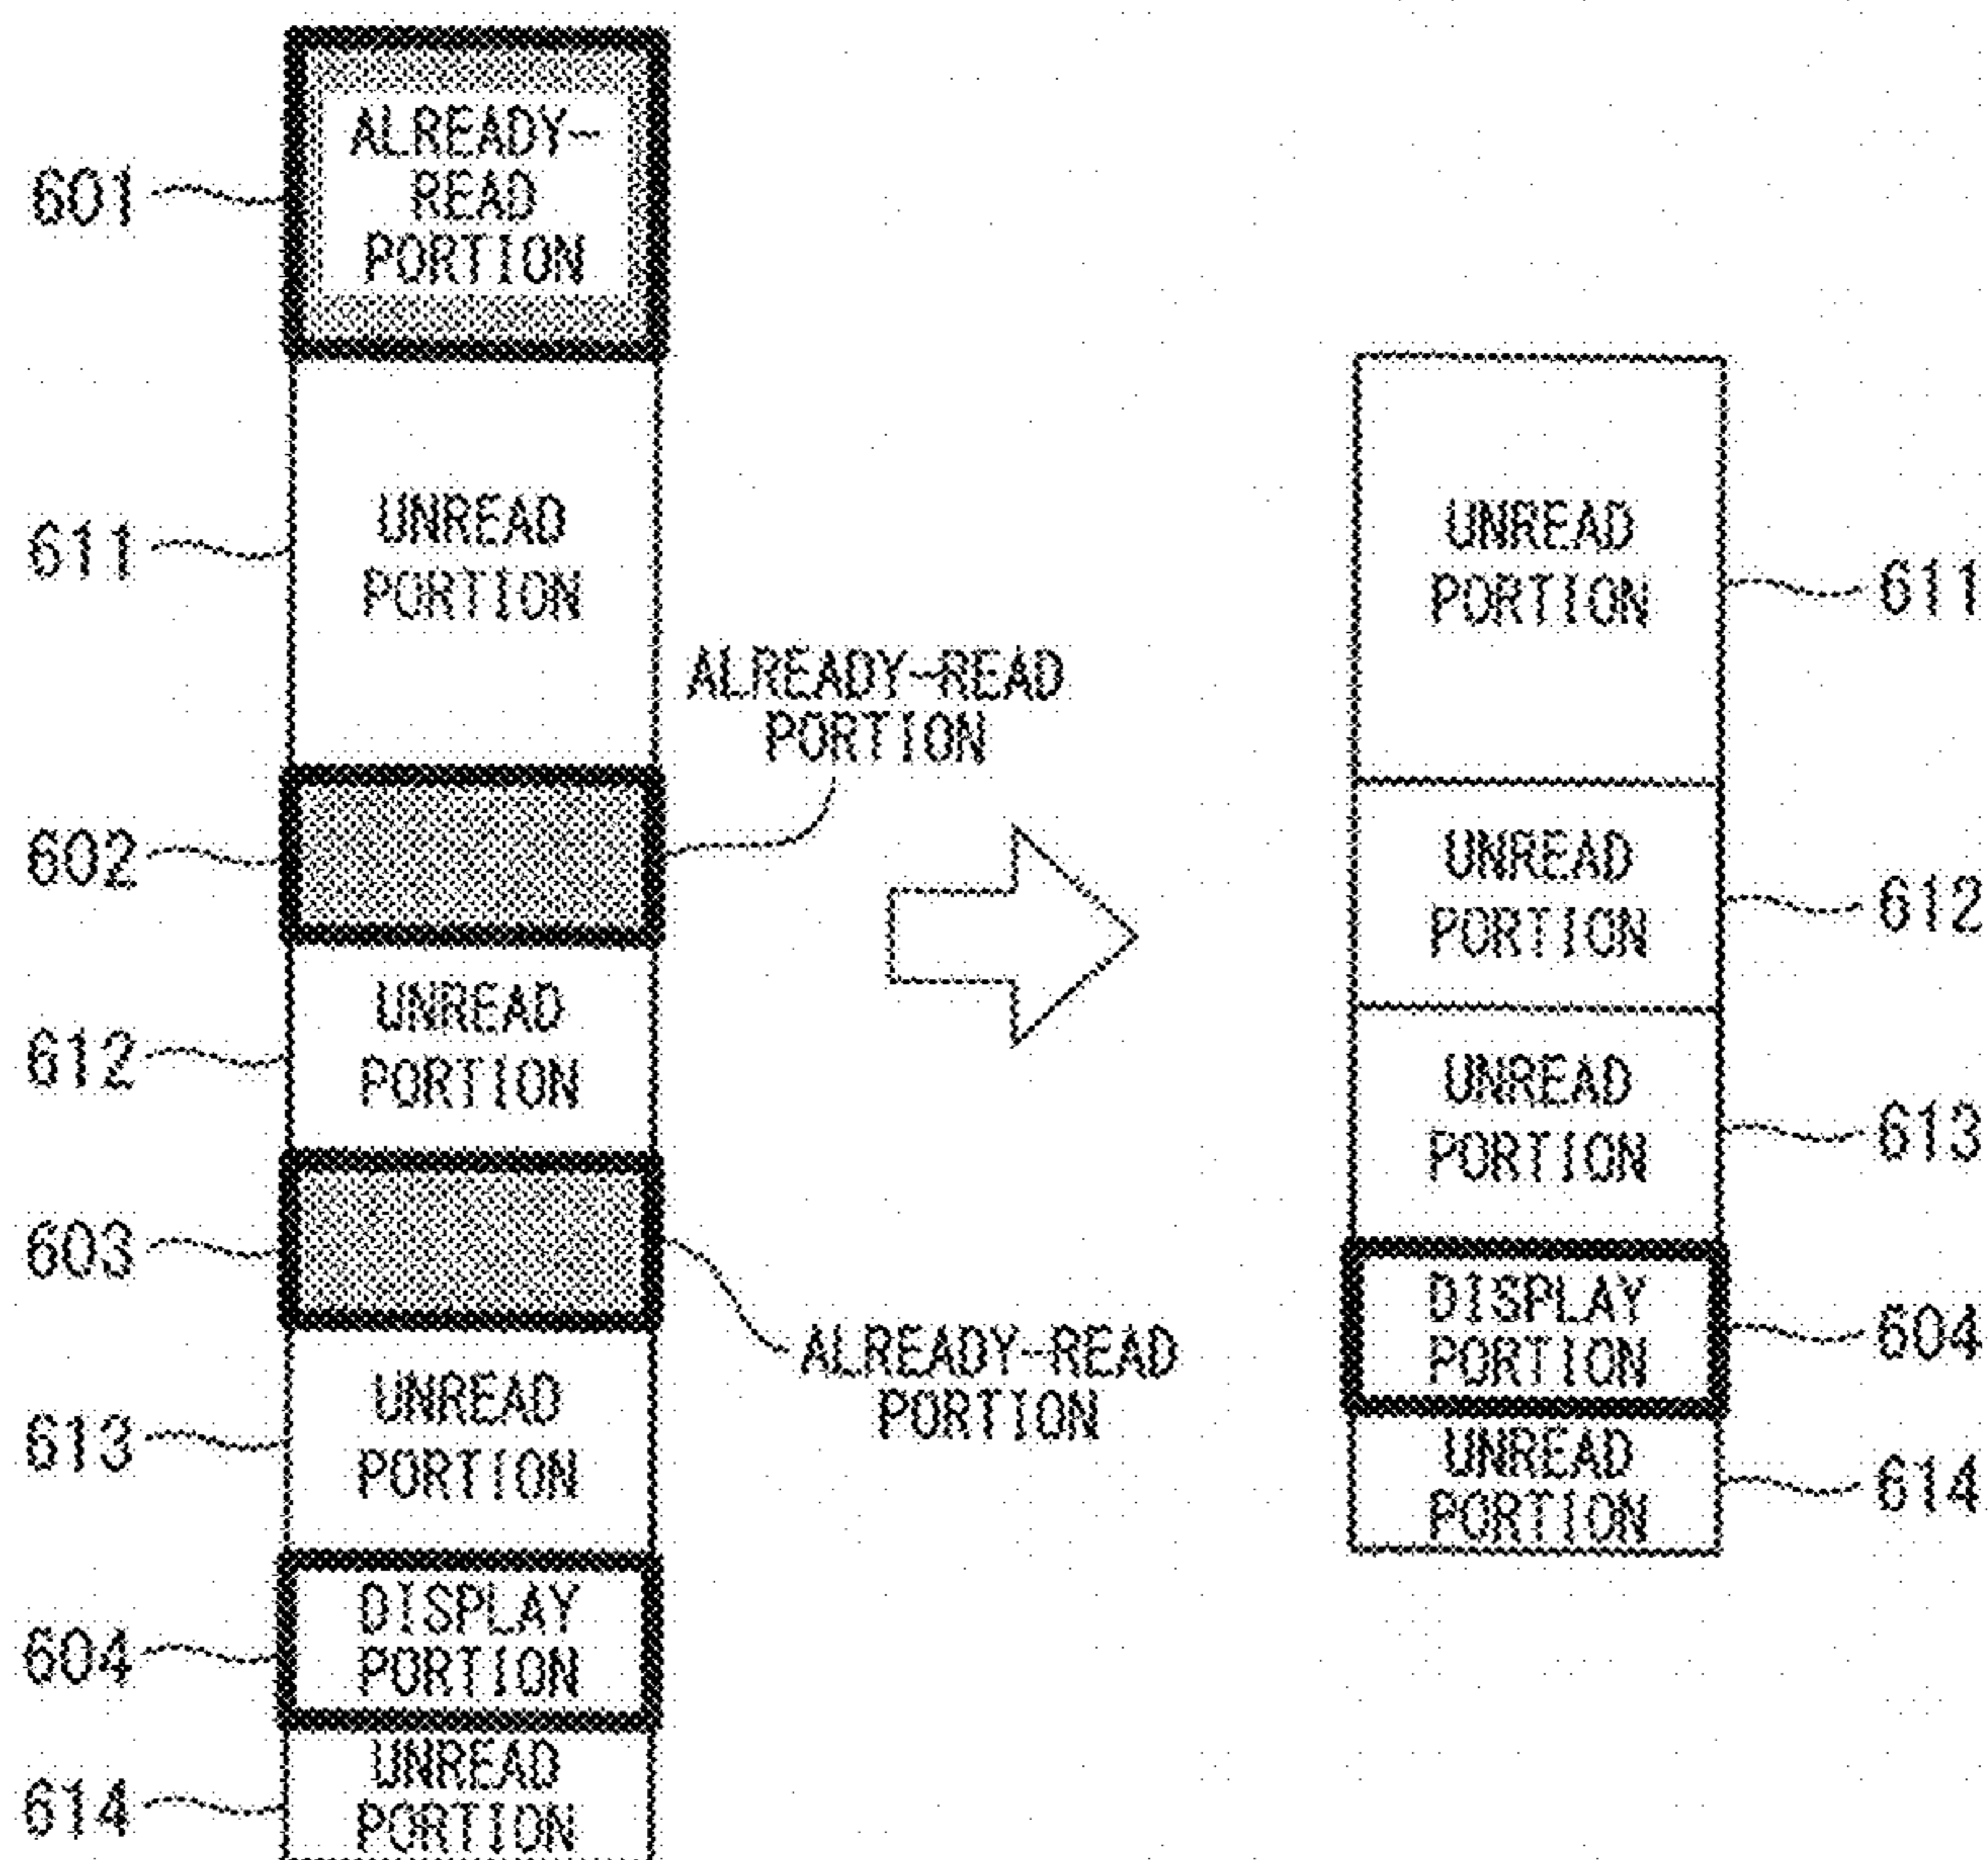 601
ALREADY-
READ
PORTION
611
UNREAD
PORTION
ALREADY-READ
PORTION
602
612
UNREAD
PORTION
603
ALREADY-READ
PORTION
613
UNREAD
PORTION
604
DISPLAY
PORTION
614
UNREAD
PORTION
UNREAD
PORTION
611
UNREAD
PORTION
612
UNREAD
PORTION
613
DISPLAY
PORTION
604
UNREAD
PORTION
614